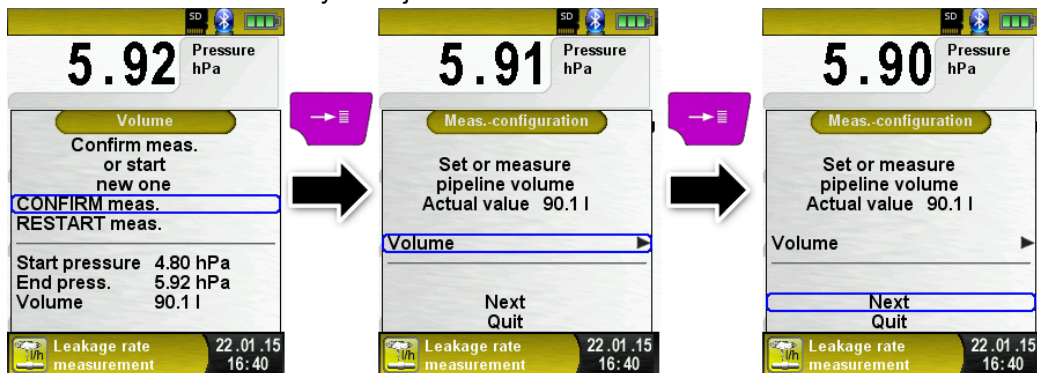 SD
5.92 Pressure
hPa
Volume
Confirm meas.
or start
new one
CONFIRM meas.
RESTART meas.
Start pressure 4.80 hPa
End press. 5.92 hPa
Volume 90.1 l
l/h Leakage rate 22.01.15
measurement 16:40
SD
5.91 Pressure
hPa
Meas.-configuration
Set or measure
pipeline volume
Actual value 90.1 l
Volume
Next
Quit
l/h Leakage rate 22.01.15
measurement 16:40
SD
5.90 Pressure
hPa
Meas.-configuration
Set or measure
pipeline volume
Actual value 90.1 l
Volume
Next
Quit
l/h Leakage rate 22.01.15
measurement 16:40